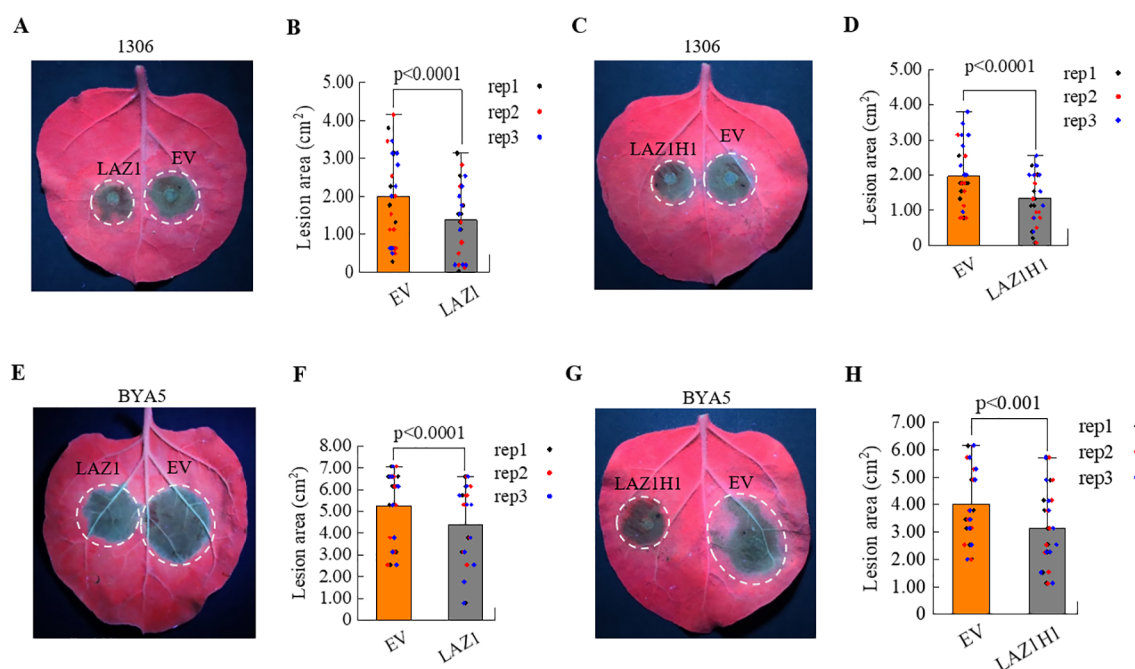 A
1306
LAZ1
EV
B
p<0.0001
rep1
rep2
rep3
Lesion area (cm²)
5.00
4.00
3.00
2.00
1.00
0
EV
LAZ1
C
1306
LAZ1H1
EV
D
p<0.0001
rep1
rep2
rep3
Lesion area (cm²)
5.00
4.00
3.00
2.00
1.00
0
EV
LAZ1H1
E
BYA5
LAZ1
EV
F
p<0.0001
rep1
rep2
rep3
Lesion area (cm²)
8.00
7.00
6.00
5.00
4.00
3.00
2.00
1.00
0.00
EV
LAZ1
G
BYA5
LAZ1H1
EV
H
p<0.001
rep1
rep2
rep3
Lesion area (cm²)
7.00
6.00
5.00
4.00
3.00
2.00
1.00
0.00
EV
LAZ1H1